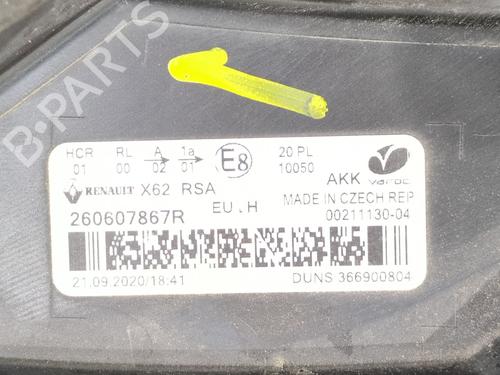 B-PARTS
HCR RL A 1a E8 20 PL
01 00 02 01 10050
RENAULT X62 RSA AKK varroc
260607867R EU.H MADE IN CZECH REP
00211130-04
21.09.2020/18:41 DUNS:366900804